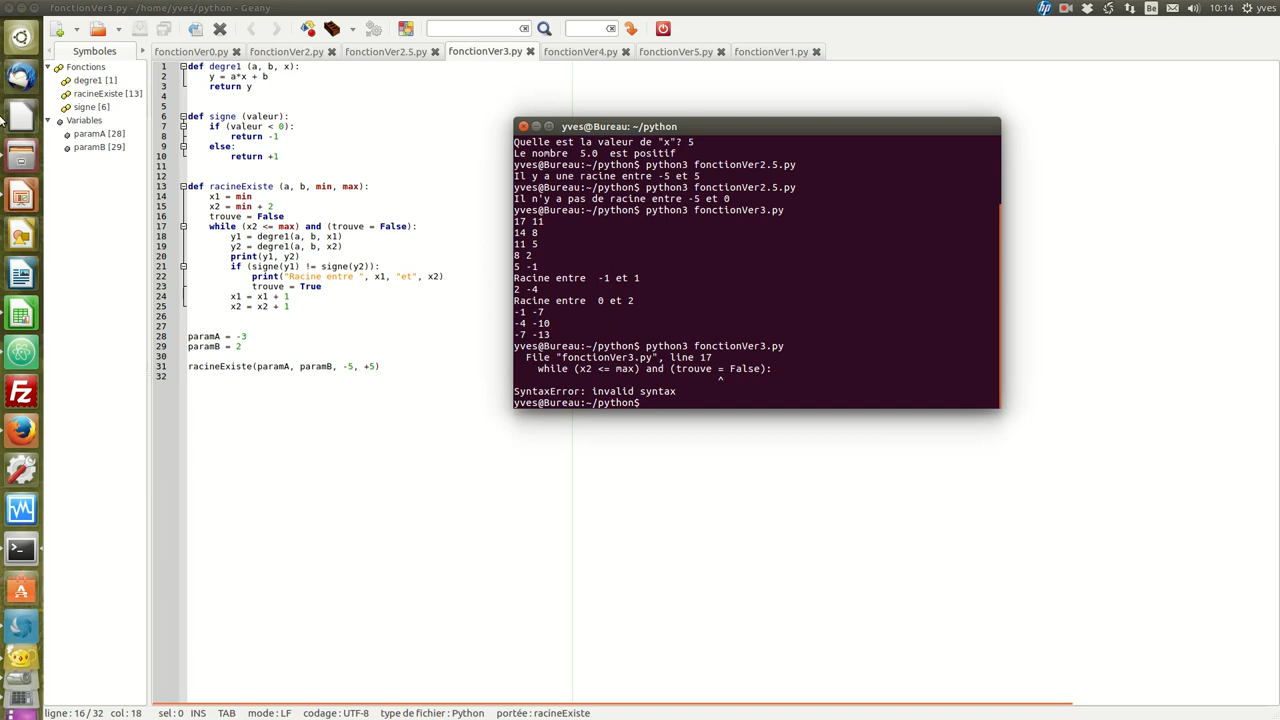 fonctionVer3.py - /home/yves/python - Geany
Be 10:14 yves
Symboles
fonctionVer0.py fonctionVer2.py fonctionVer2.5.py fonctionVer3.py fonctionVer4.py fonctionVer5.py fonctionVer1.py
Fonctions
degre1 [1]
racineExiste [13]
signe [6]
Variables
paramA [28]
paramB [29]
1 def degre1 (a, b, x):
2     y = a*x + b
3     return y
4
5
6 def signe (valeur):
7     if (valeur < 0):
8         return -1
9     else:
10         return +1
11
12
13 def racineExiste (a, b, min, max):
14     x1 = min
15     x2 = min + 2
16     trouve = False
17     while (x2 <= max) and (trouve = False):
18         y1 = degre1(a, b, x1)
19         y2 = degre1(a, b, x2)
20         print(y1, y2)
21         if (signe(y1) != signe(y2)):
22             print("Racine entre ", x1, "et", x2)
23             trouve = True
24         x1 = x1 + 1
25         x2 = x2 + 1
26
27
28 paramA = -3
29 paramB = 2
30
31 racineExiste(paramA, paramB, -5, +5)
32
yves@Bureau: ~/python
Quelle est la valeur de "x"? 5
Le nombre  5.0  est positif
yves@Bureau:~/python$ python3 fonctionVer2.5.py
Il y a une racine entre -5 et 5
yves@Bureau:~/python$ python3 fonctionVer2.5.py
Il n'y a pas de racine entre -5 et 0
yves@Bureau:~/python$ python3 fonctionVer3.py
17 11
14 8
11 5
8 2
5 -1
Racine entre  -1 et 1
2 -4
Racine entre  0 et 2
-1 -7
-4 -10
-7 -13
yves@Bureau:~/python$ python3 fonctionVer3.py
  File "fonctionVer3.py", line 17
    while (x2 <= max) and (trouve = False):
                                  ^
SyntaxError: invalid syntax
yves@Bureau:~/python$
ligne : 16 / 32 col : 18 sel : 0 INS TAB mode : LF codage : UTF-8 type de fichier : Python portée : racineExiste